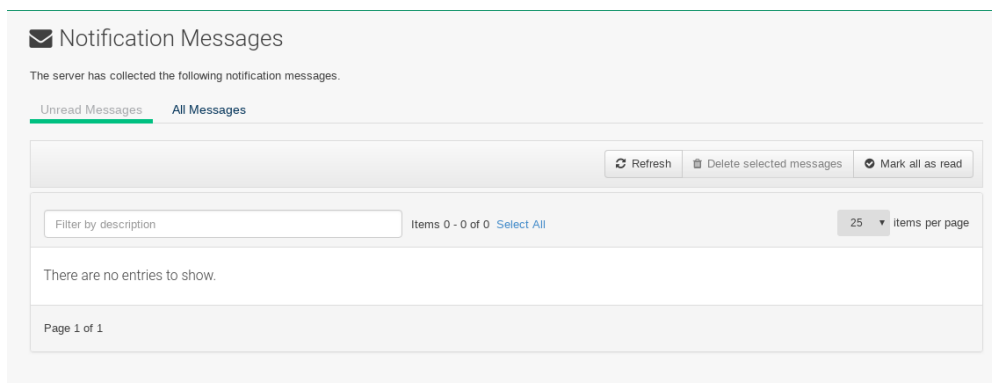 Notification Messages
The server has collected the following notification messages.
Unread Messages All Messages
Refresh Delete selected messages Mark all as read
Filter by description Items 0 - 0 of 0 Select All 25 items per page
There are no entries to show.
Page 1 of 1